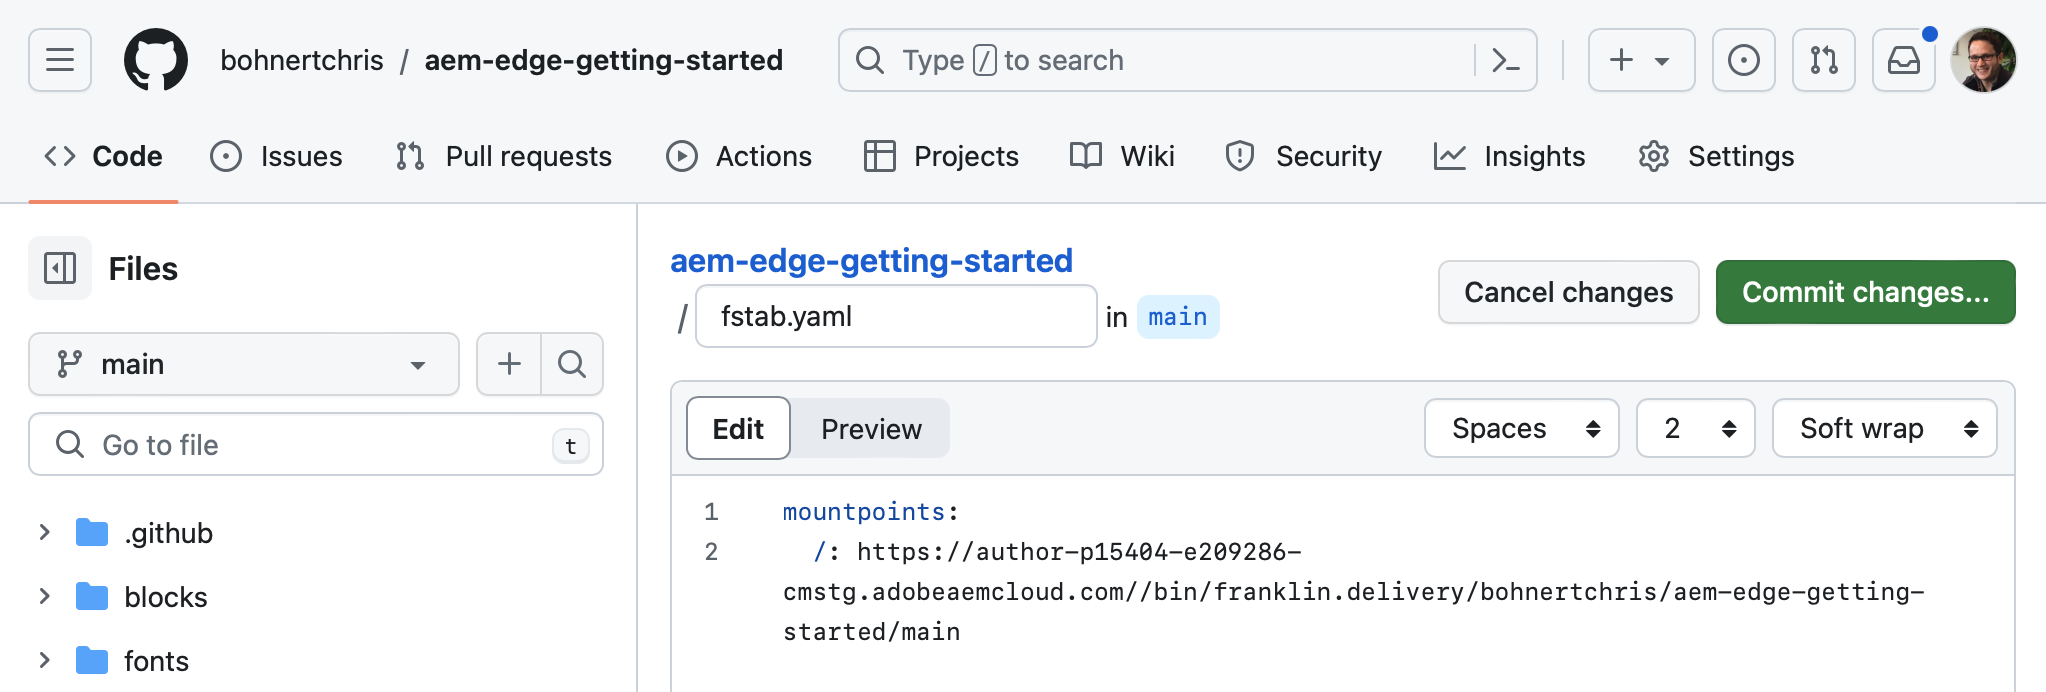 bohnertchris / aem-edge-getting-started
Type / to search
Code Issues Pull requests Actions Projects Wiki Security Insights Settings
Files
main
Go to file t
.github
blocks
fonts
aem-edge-getting-started
/ fstab.yaml in main
Cancel changes Commit changes...
Edit Preview Spaces 2 Soft wrap
1 mountpoints:
2 /: https://author-p15404-e209286-
cmstg.adobeaemcloud.com//bin/franklin.delivery/bohnertchris/aem-edge-getting-
started/main